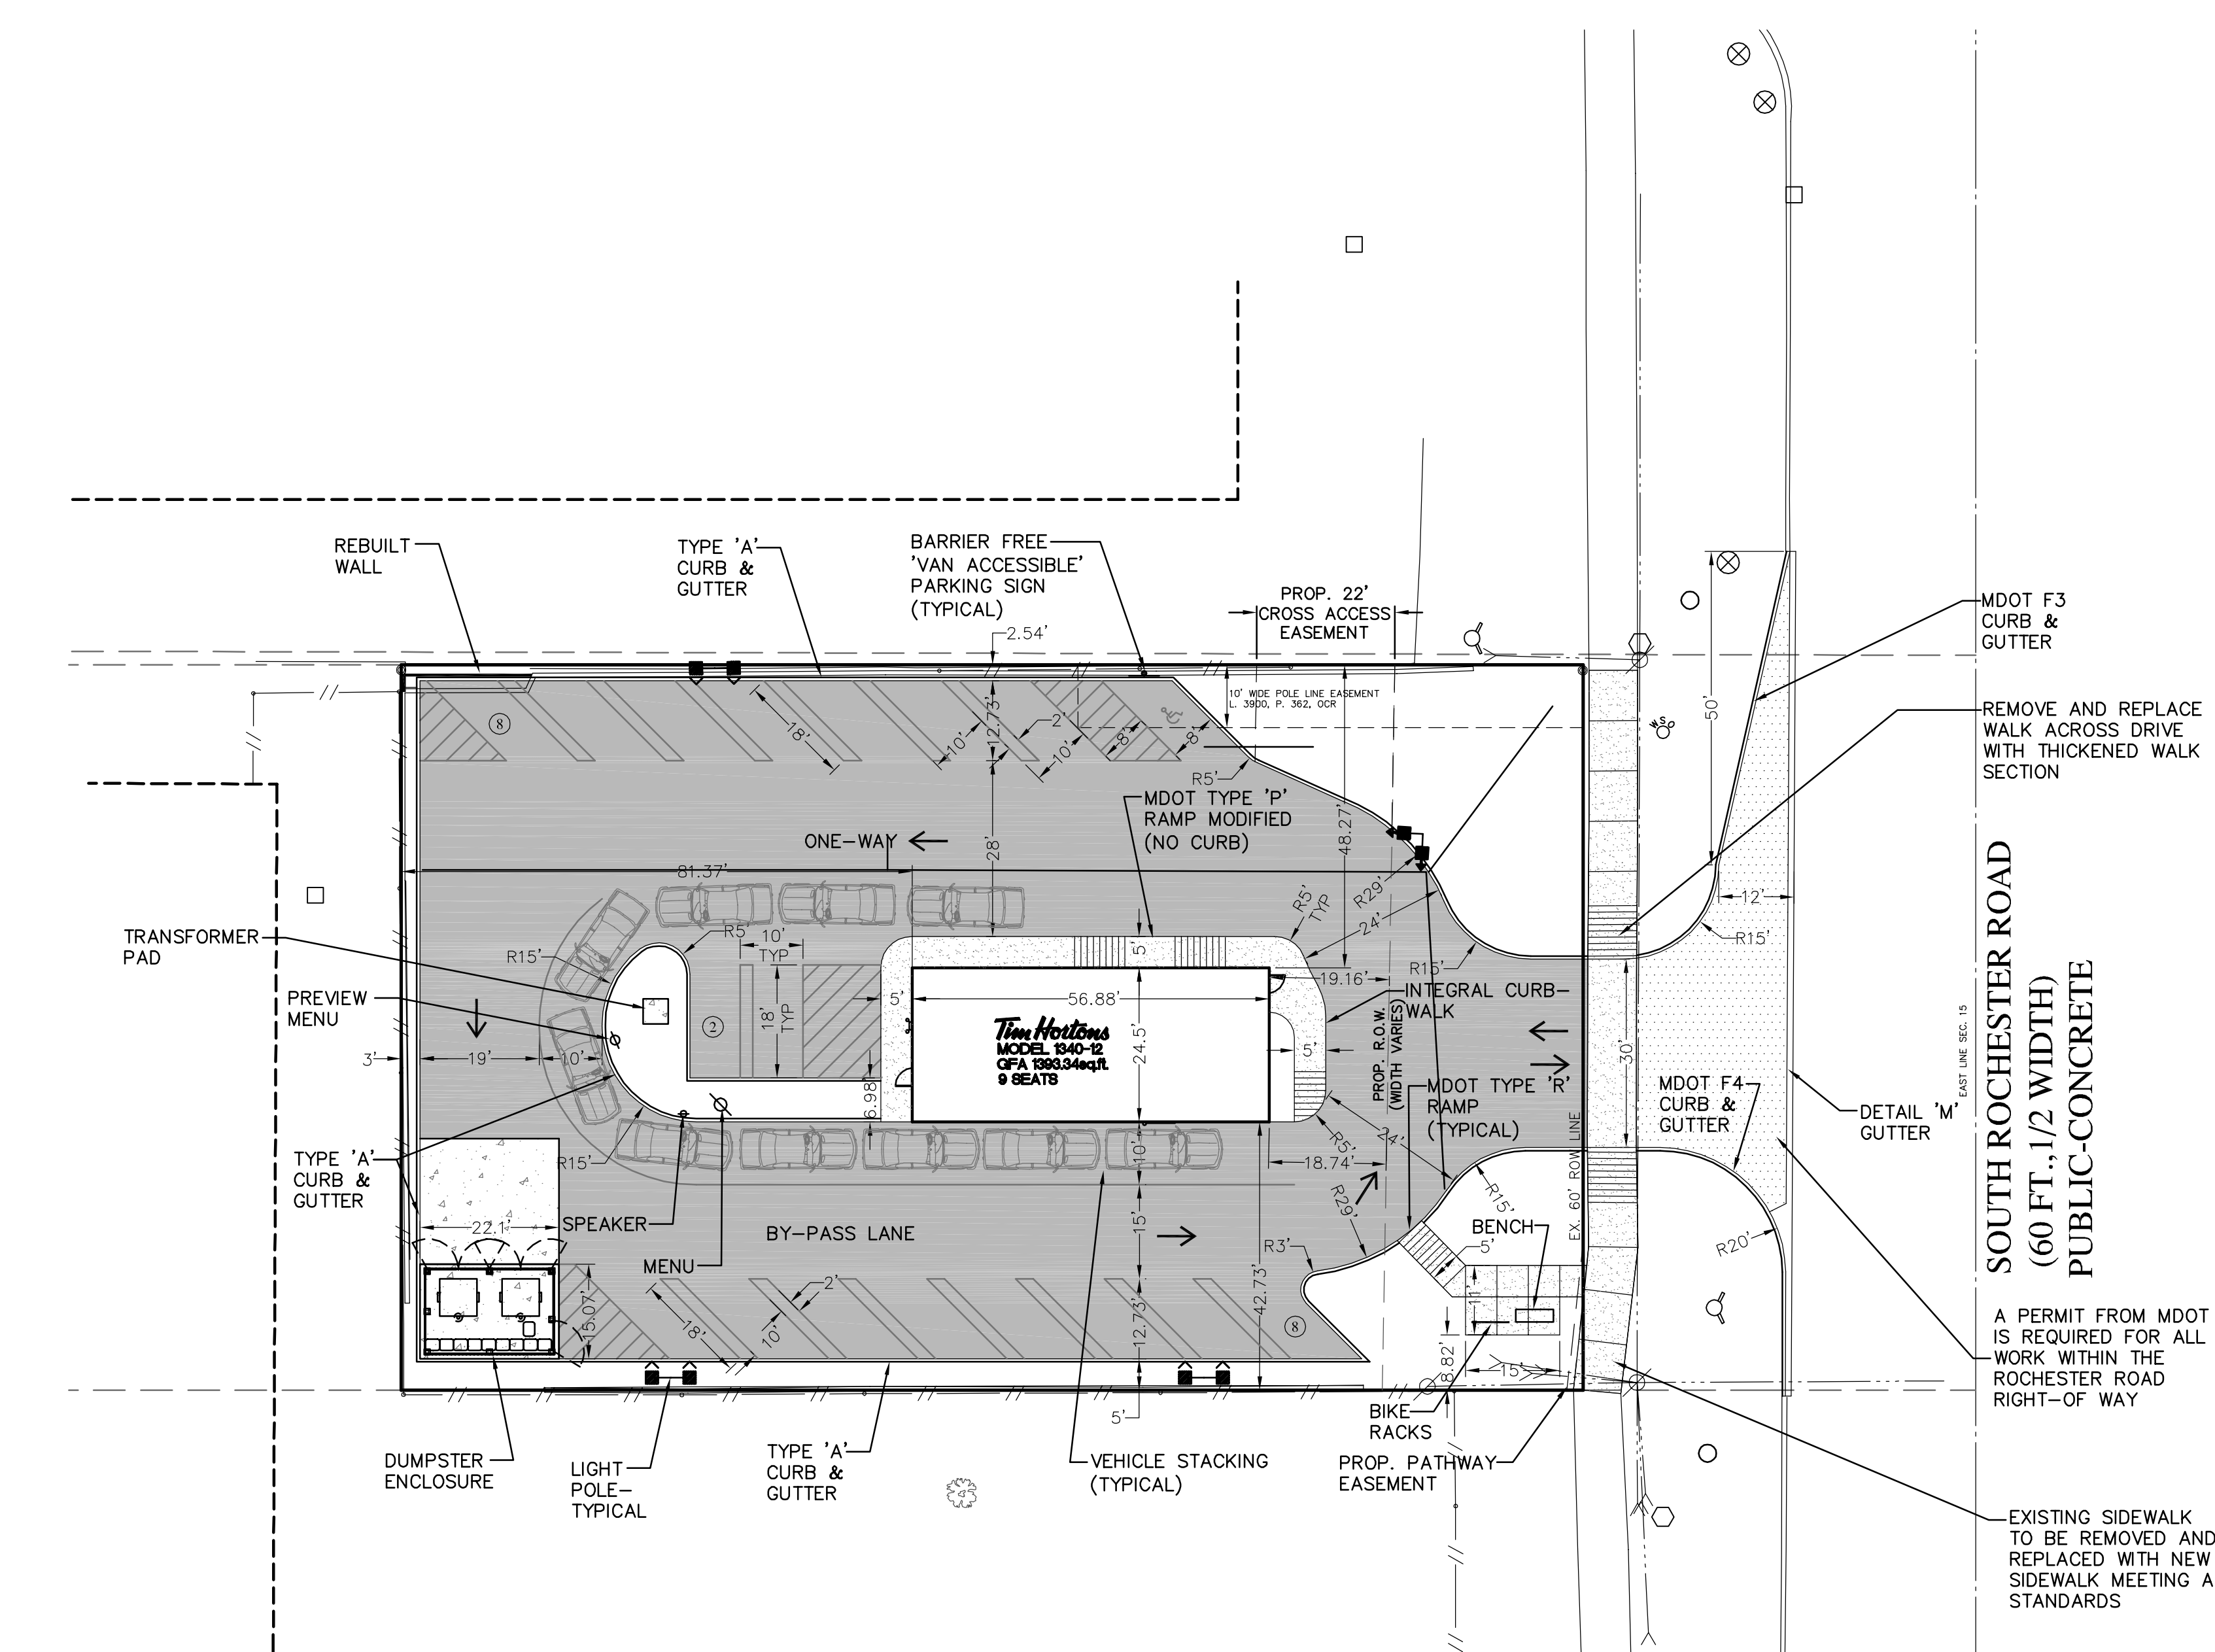 REBUILT
WALL
TYPE 'A'
CURB &
GUTTER
BARRIER FREE
'VAN ACCESSIBLE'
PARKING SIGN
(TYPICAL)
PROP. 22'
CROSS ACCESS
EASEMENT
MDOT F3
CURB &
GUTTER
2.54'
10' WIDE POLE LINE EASEMENT
L. 3900, P. 362, OCR
50'
REMOVE AND REPLACE
WALK ACROSS DRIVE
WITH THICKENED WALK
SECTION
8
18'
10'
12.73'
2'
10'
8'
8'
R5'
WSO
MDOT TYPE 'P'
RAMP MODIFIED
(NO CURB)
48.27'
ONE-WAY
28'
81.37'
R29'
R5'
TYP
24'
12'
R15'
R15'
TRANSFORMER
PAD
R15'
R5'
10'
TYP
5'
19.16'
PREVIEW
MENU
INTEGRAL CURB-
WALK
5'
56.88'
2
18'
TYP
Tim Hortons
MODEL 1340-12
GFA 1393.34sq.ft.
9 SEATS
24.5'
5'
PROP. R.O.W.
(WIDTH VARIES)
30'
3'
19'
10'
6.98'
MDOT TYPE 'R'
RAMP
(TYPICAL)
MDOT F4
CURB &
GUTTER
EAST LINE SEC. 15
SOUTH ROCHESTER ROAD
(60 FT.,1/2 WIDTH)
PUBLIC-CONCRETE
DETAIL 'M'
GUTTER
TYPE 'A'
CURB &
GUTTER
R15'
10'
R5'
24'
18.74'
R29'
R15'
EX. 60' ROW LINE
22.1'
SPEAKER
BY-PASS LANE
15'
BENCH
5'
R3'
R20'
MENU
15.07'
18'
2'
10'
12.73'
42.73'
8
11'
8.82'
15'
A PERMIT FROM MDOT
IS REQUIRED FOR ALL
WORK WITHIN THE
ROCHESTER ROAD
RIGHT-OF WAY
5'
BIKE
RACKS
DUMPSTER
ENCLOSURE
LIGHT
POLE-
TYPICAL
TYPE 'A'
CURB &
GUTTER
VEHICLE STACKING
(TYPICAL)
PROP. PATHWAY
EASEMENT
EXISTING SIDEWALK
TO BE REMOVED AND
REPLACED WITH NEW
SIDEWALK MEETING A
STANDARDS